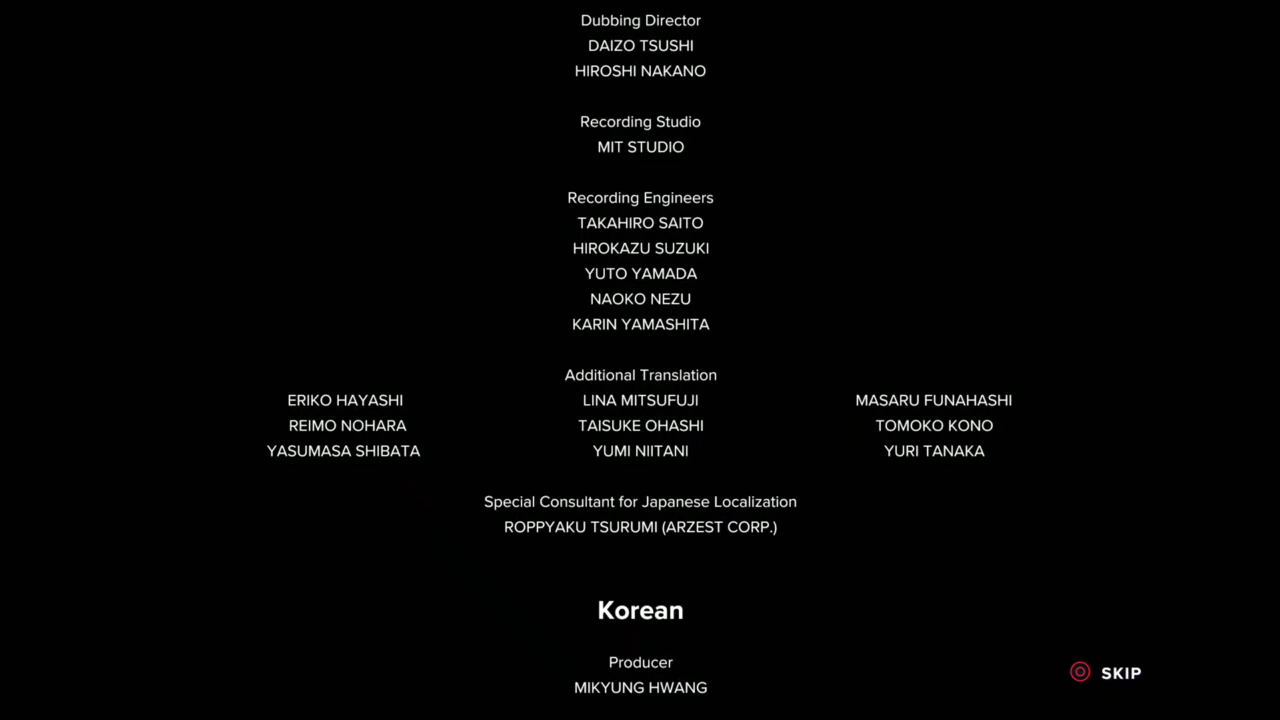 Dubbing Director
DAIZO TSUSHI
HIROSHI NAKANO
Recording Studio
MIT STUDIO
Recording Engineers
TAKAHIRO SAITO
HIROKAZU SUZUKI
YUTO YAMADA
NAOKO NEZU
KARIN YAMASHITA
Additional Translation
ERIKO HAYASHI LINA MITSUFUJI MASARU FUNAHASHI
REIMO NOHARA TAISUKE OHASHI TOMOKO KONO
YASUMASA SHIBATA YUMI NIITANI YURI TANAKA
Special Consultant for Japanese Localization
ROPPYAKU TSURUMI (ARZEST CORP.)
Korean
Producer
MIKYUNG HWANG
SKIP